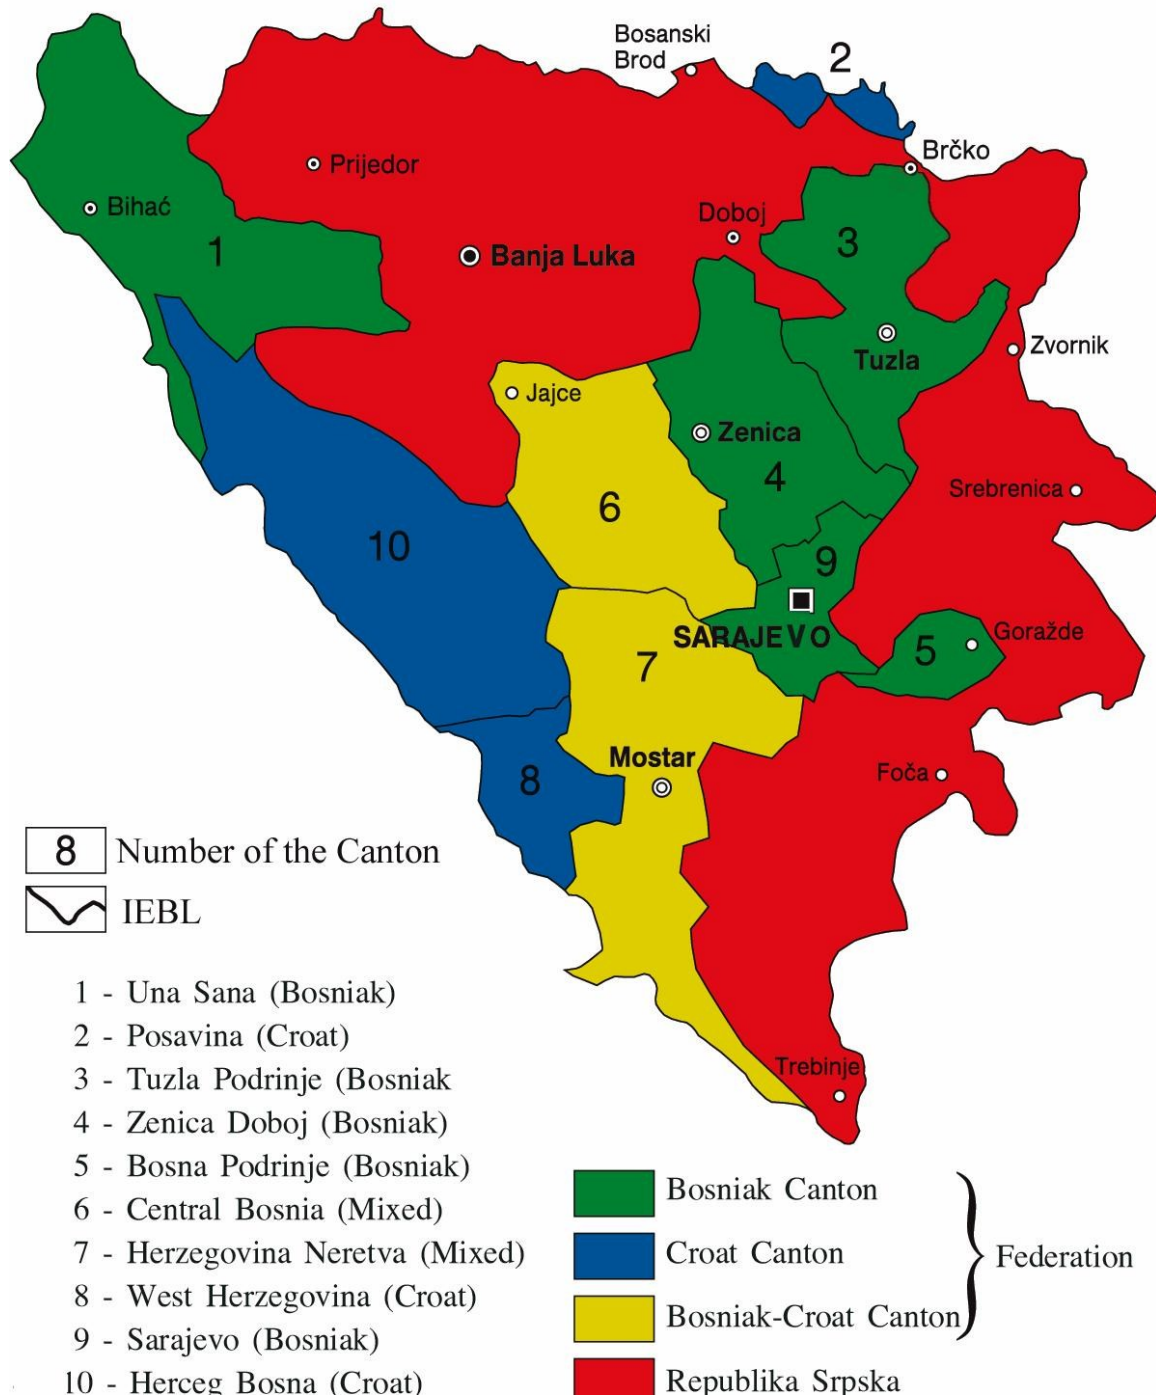 Bosanski
Brod
2
Brčko
Prijedor
Bihać
Doboj
1
3
Banja Luka
Tuzla
Zvornik
Jajce
Zenica
4
Srebrenica
6
10
9
SARAJEVO
5
Goražde
7
Mostar
8
Foča
Trebinje
8 Number of the Canton
IEBL
1 - Una Sana (Bosniak)
2 - Posavina (Croat)
3 - Tuzla Podrinje (Bosniak
4 - Zenica Doboj (Bosniak)
5 - Bosna Podrinje (Bosniak)
6 - Central Bosnia (Mixed)
7 - Herzegovina Neretva (Mixed)
8 - West Herzegovina (Croat)
9 - Sarajevo (Bosniak)
10 - Herceg Bosna (Croat)
Bosniak Canton
Croat Canton
Bosniak-Croat Canton
Federation
Republika Srpska